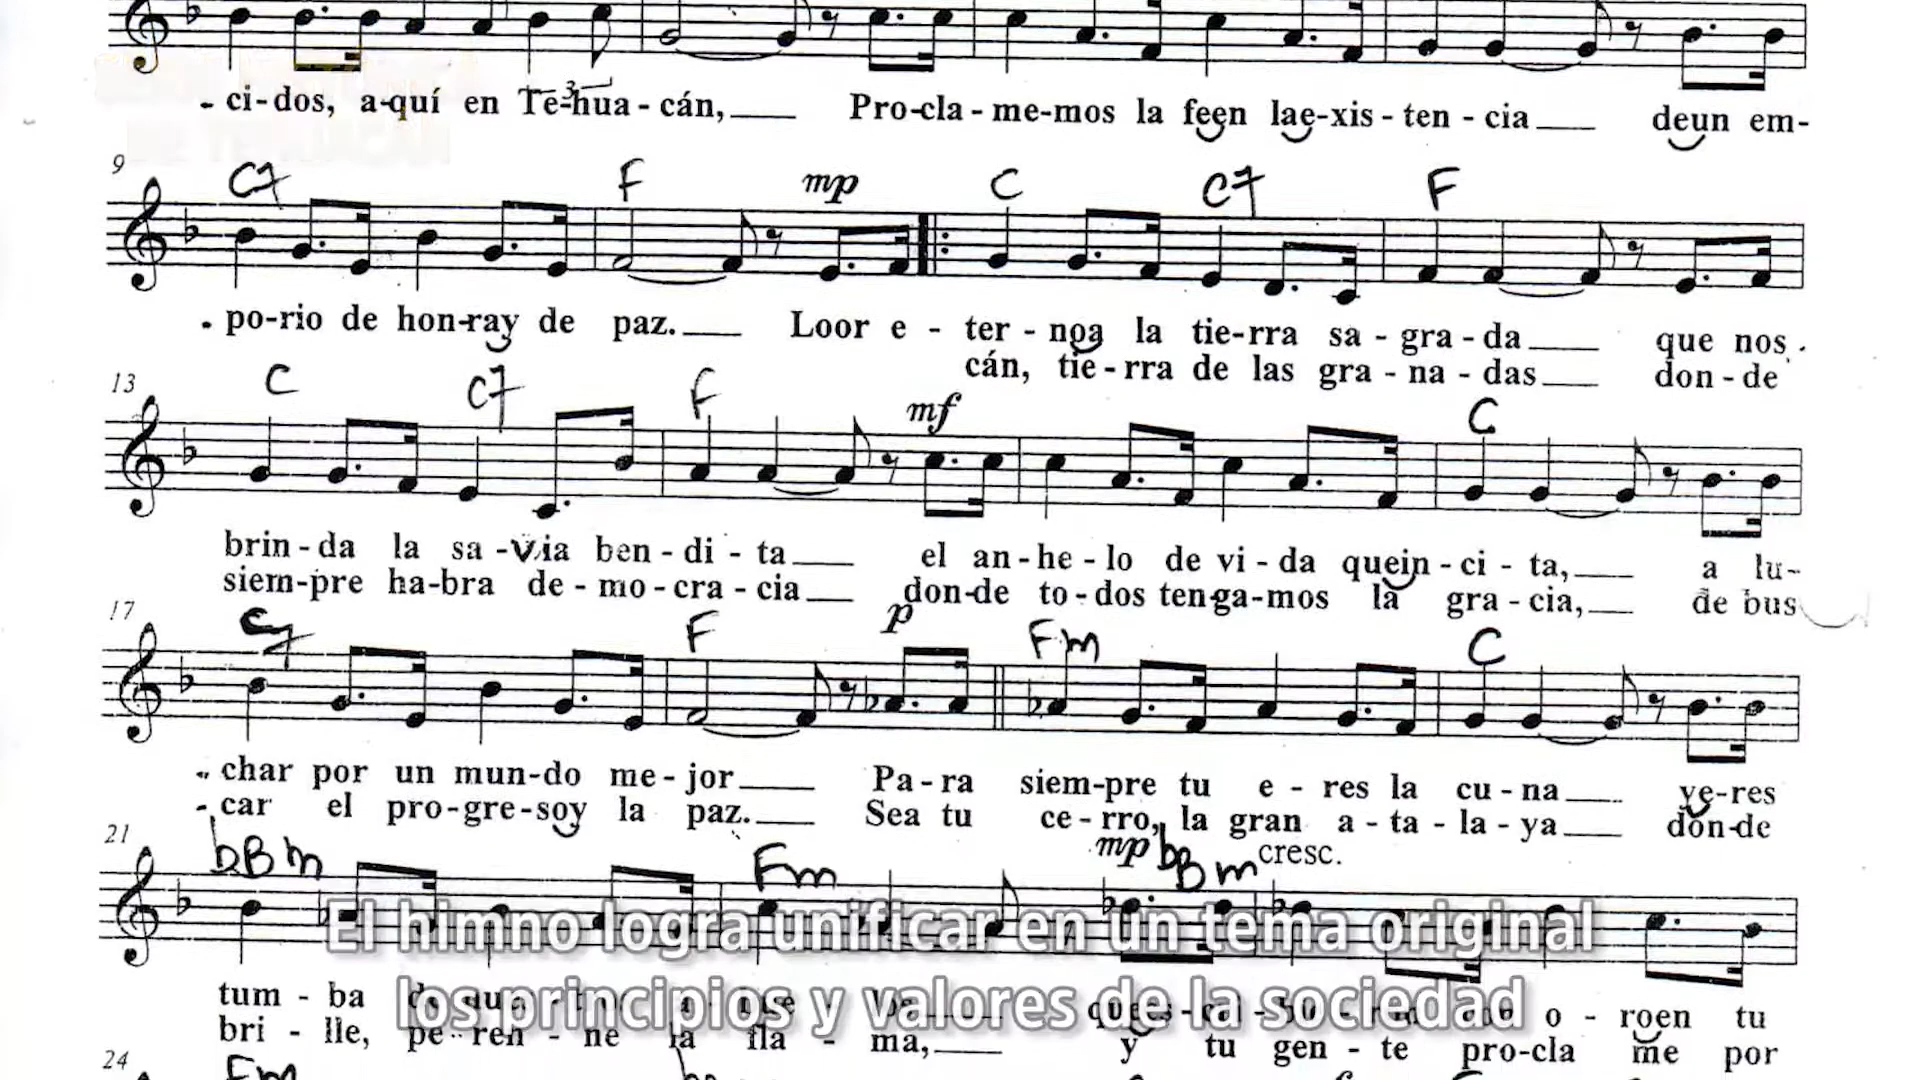 3
- ci-dos, a-quí en Te-hua-cán, Pro-cla-me-mos la feen lae-xis-ten-cia deun em-
9
C7 F mp C C7 F
po-rio de hon-ray de paz. Loor e-ter-noa la tie-rra sa-gra-da que nos
cán, tie-rra de las gra-na-das don-de
13
C C7 F mf C
brin-da la sa-via ben-di-ta el an-he-lo de vi-da quein-ci-ta, a lu-
siem-pre ha-bra de-mo-cra-cia don-de to-dos tenga-mos la gra-cia, de bus
17
C7 F p Fm C
char por un mun-do me-jor Pa-ra siem-pre tu e-res la cu-na ye-res
-car el pro-gre-soy la paz. Sea tu ce-rro, la gran a-ta-la-ya don-de
21
bBm Fm mp bBm cresc.
El himno logra unificar en un tema original
los principios y valores de la sociedad
tum-ba o-roen tu
bri-lle, pe-ren-ne la fla-ma, y tu gen-te pro-cla me por
24
Fm